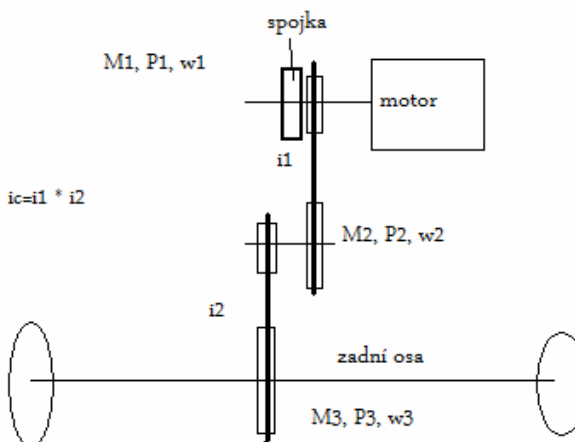 spojka
M1, P1, w1
motor
i1
ic=i1 * i2
M2, P2, w2
i2
zadní osa
M3, P3, w3